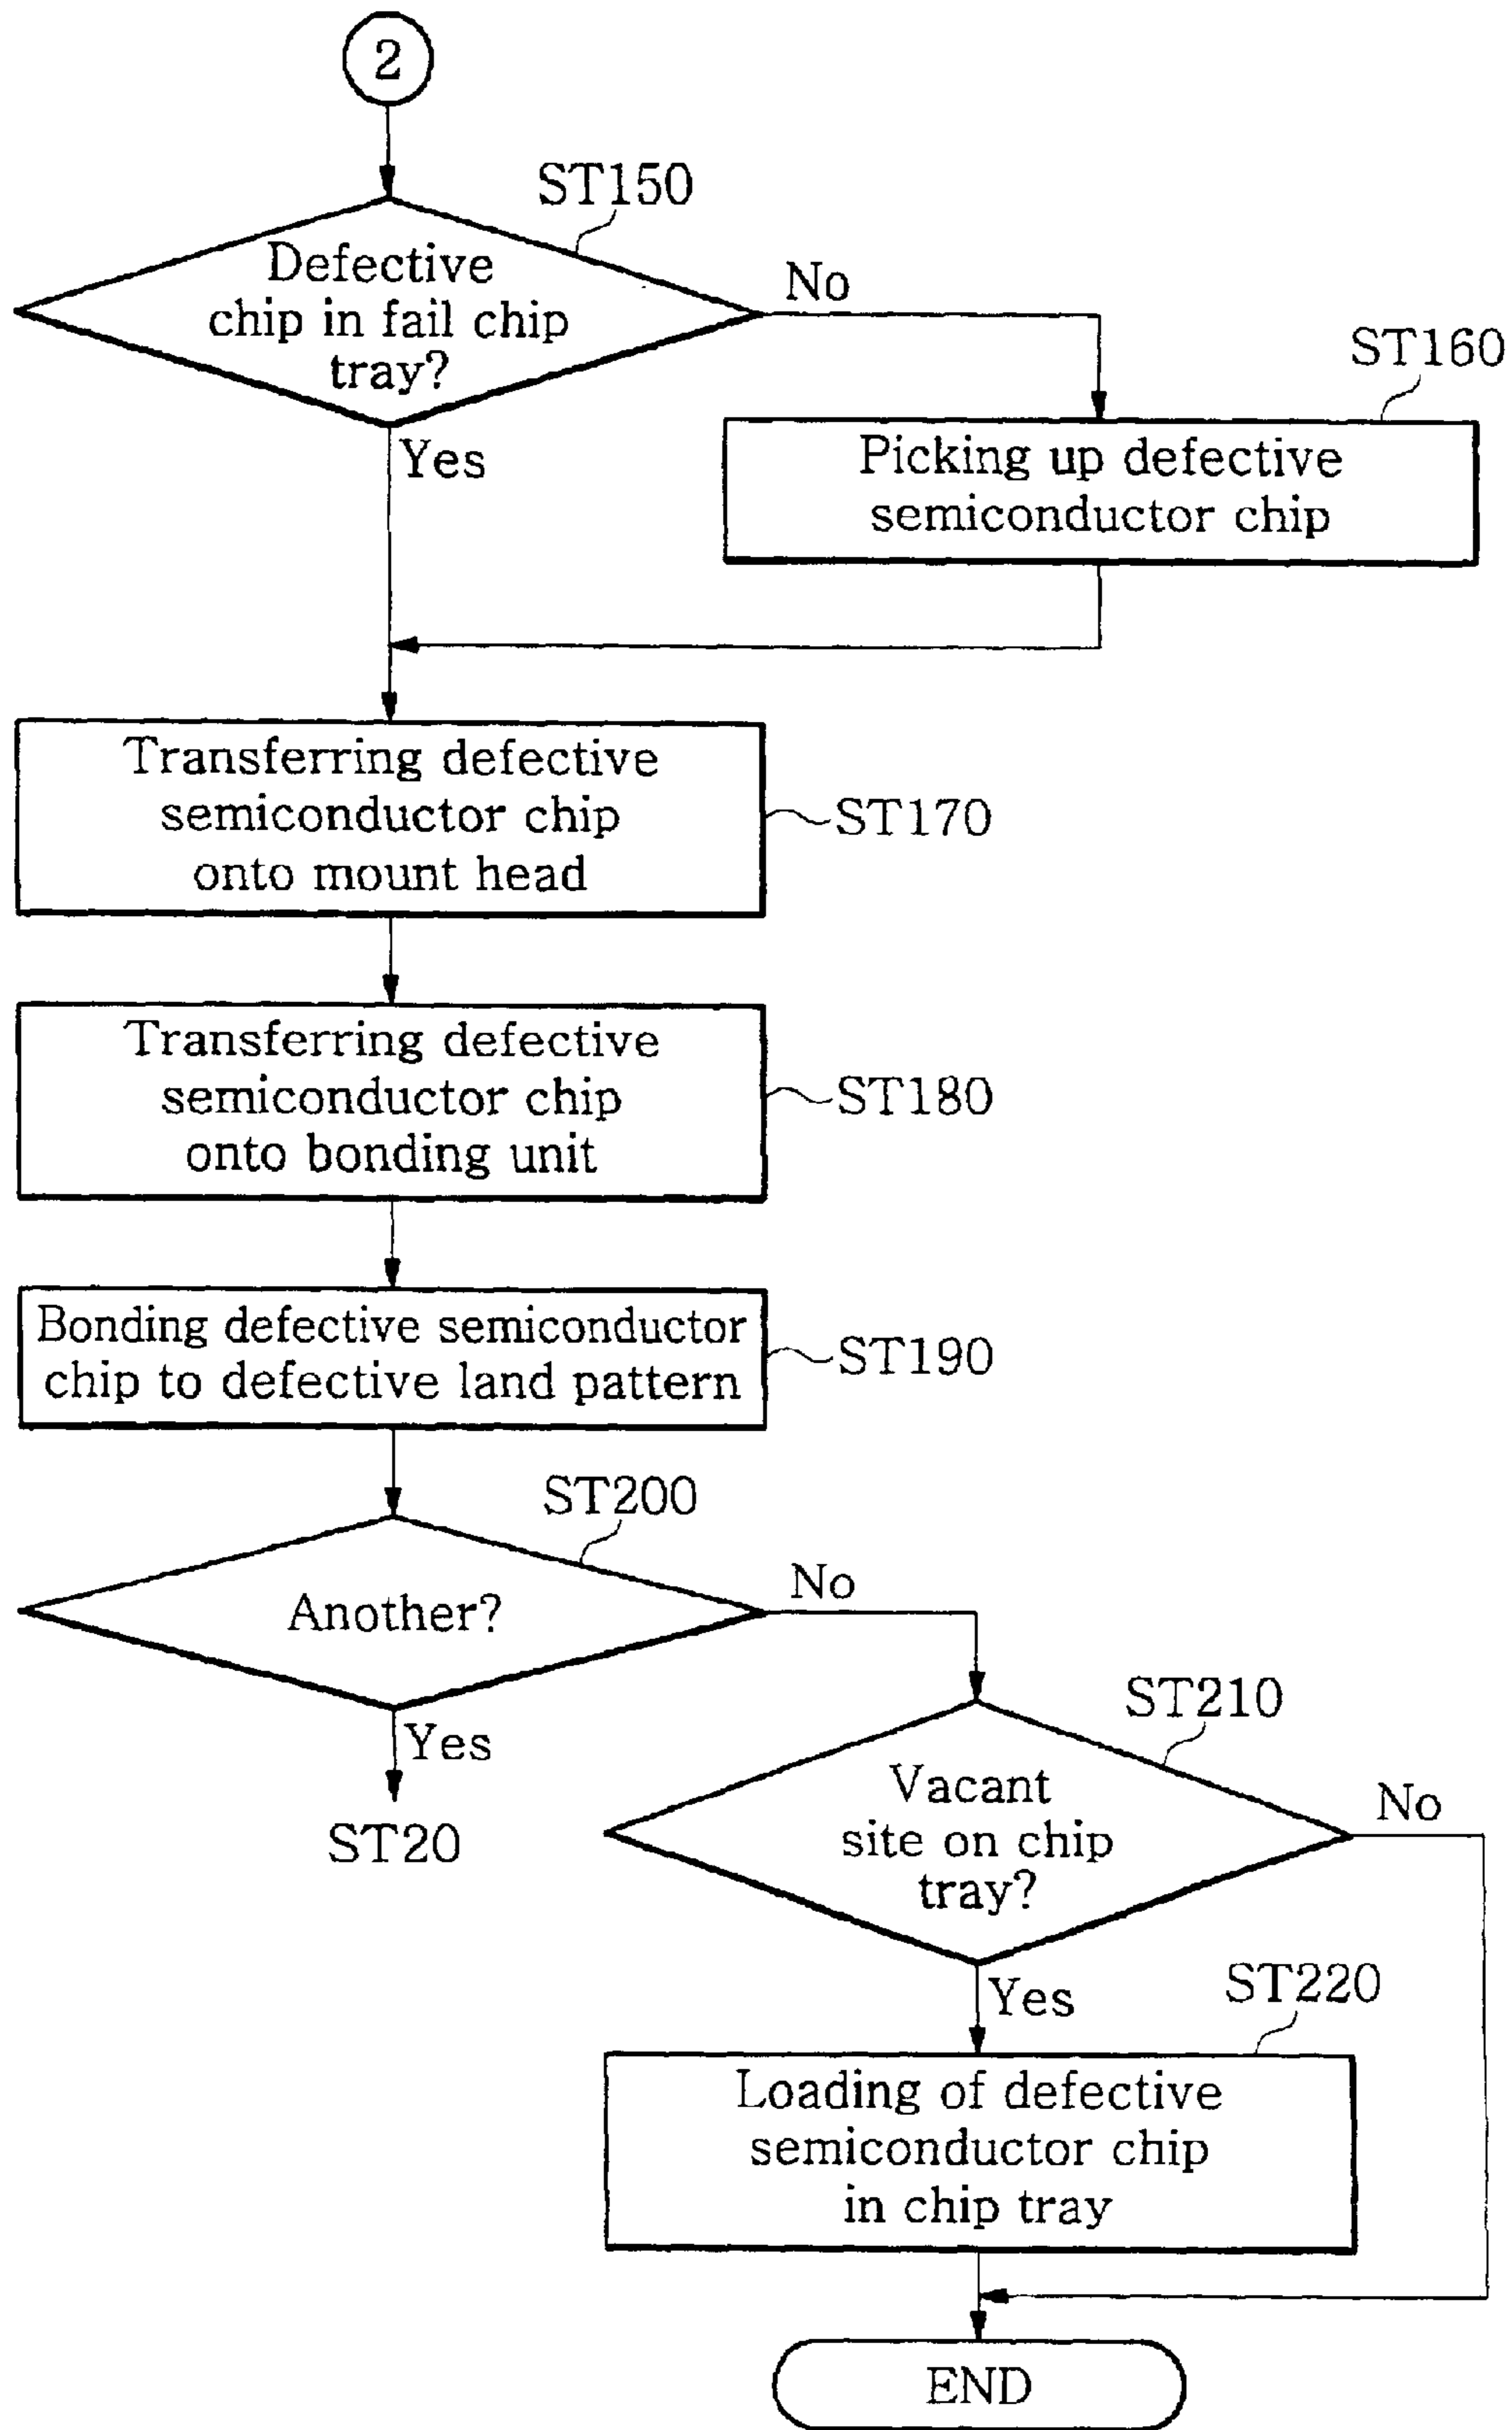 2
ST150
Defective
chip in fail chip
tray?
No
Yes
ST160
Picking up defective
semiconductor chip
Transferring defective
semiconductor chip
onto mount head
ST170
Transferring defective
semiconductor chip
onto bonding unit
ST180
Bonding defective semiconductor
chip to defective land pattern
ST190
ST200
Another?
No
Yes
ST20
ST210
Vacant
site on chip
tray?
No
Yes
ST220
Loading of defective
semiconductor chip
in chip tray
END